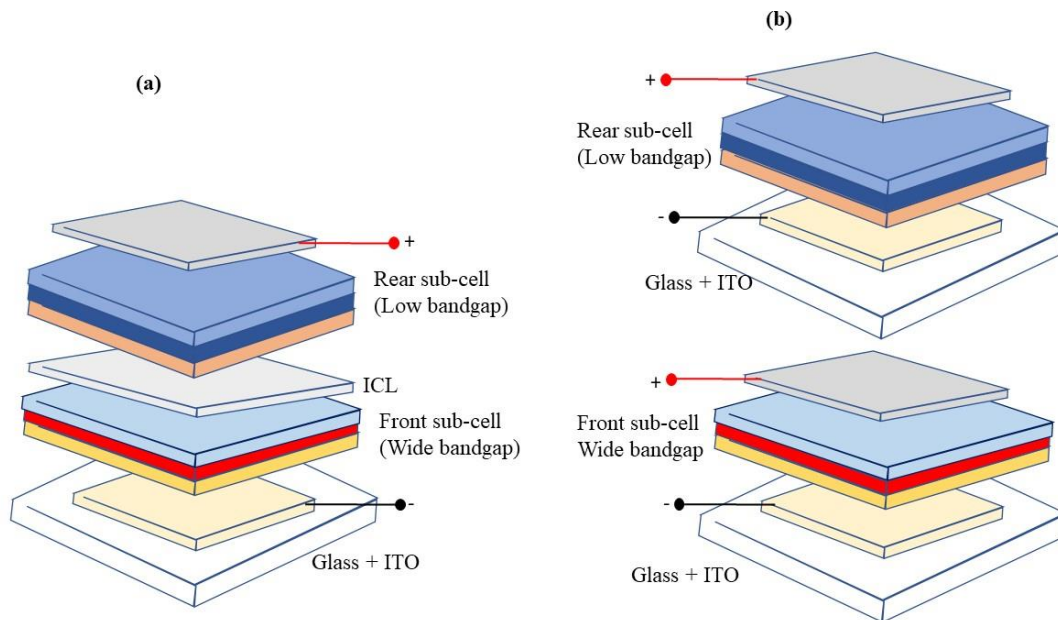 (a)
+
Rear sub-cell
(Low bandgap)
ICL
Front sub-cell
(Wide bandgap)
-
Glass + ITO
(b)
+
Rear sub-cell
(Low bandgap)
-
Glass + ITO
+
Front sub-cell
Wide bandgap
-
Glass + ITO